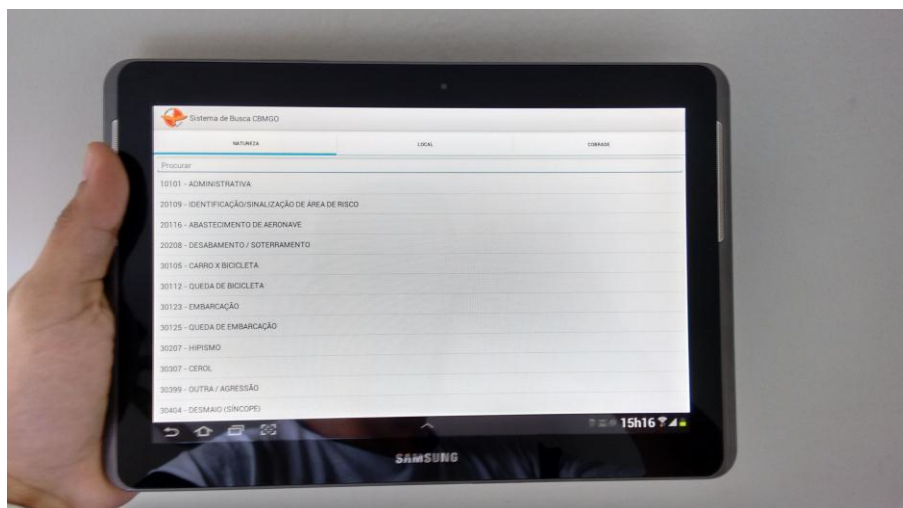 Sistema de Busca CBMGO
NATUREZA LOCAL COBRADE
Procurar
10101 - ADMINISTRATIVA
20109 - IDENTIFICAÇÃO/SINALIZAÇÃO DE ÁREA DE RISCO
20116 - ABASTECIMENTO DE AERONAVE
20208 - DESABAMENTO / SOTERRAMENTO
30105 - CARRO X BICICLETA
30112 - QUEDA DE BICICLETA
30123 - EMBARCAÇÃO
30125 - QUEDA DE EMBARCAÇÃO
30207 - HIPISMO
30307 - CEROL
30399 - OUTRA / AGRESSÃO
30404 - DESMAIO (SÍNCOPE)
15h16
SAMSUNG